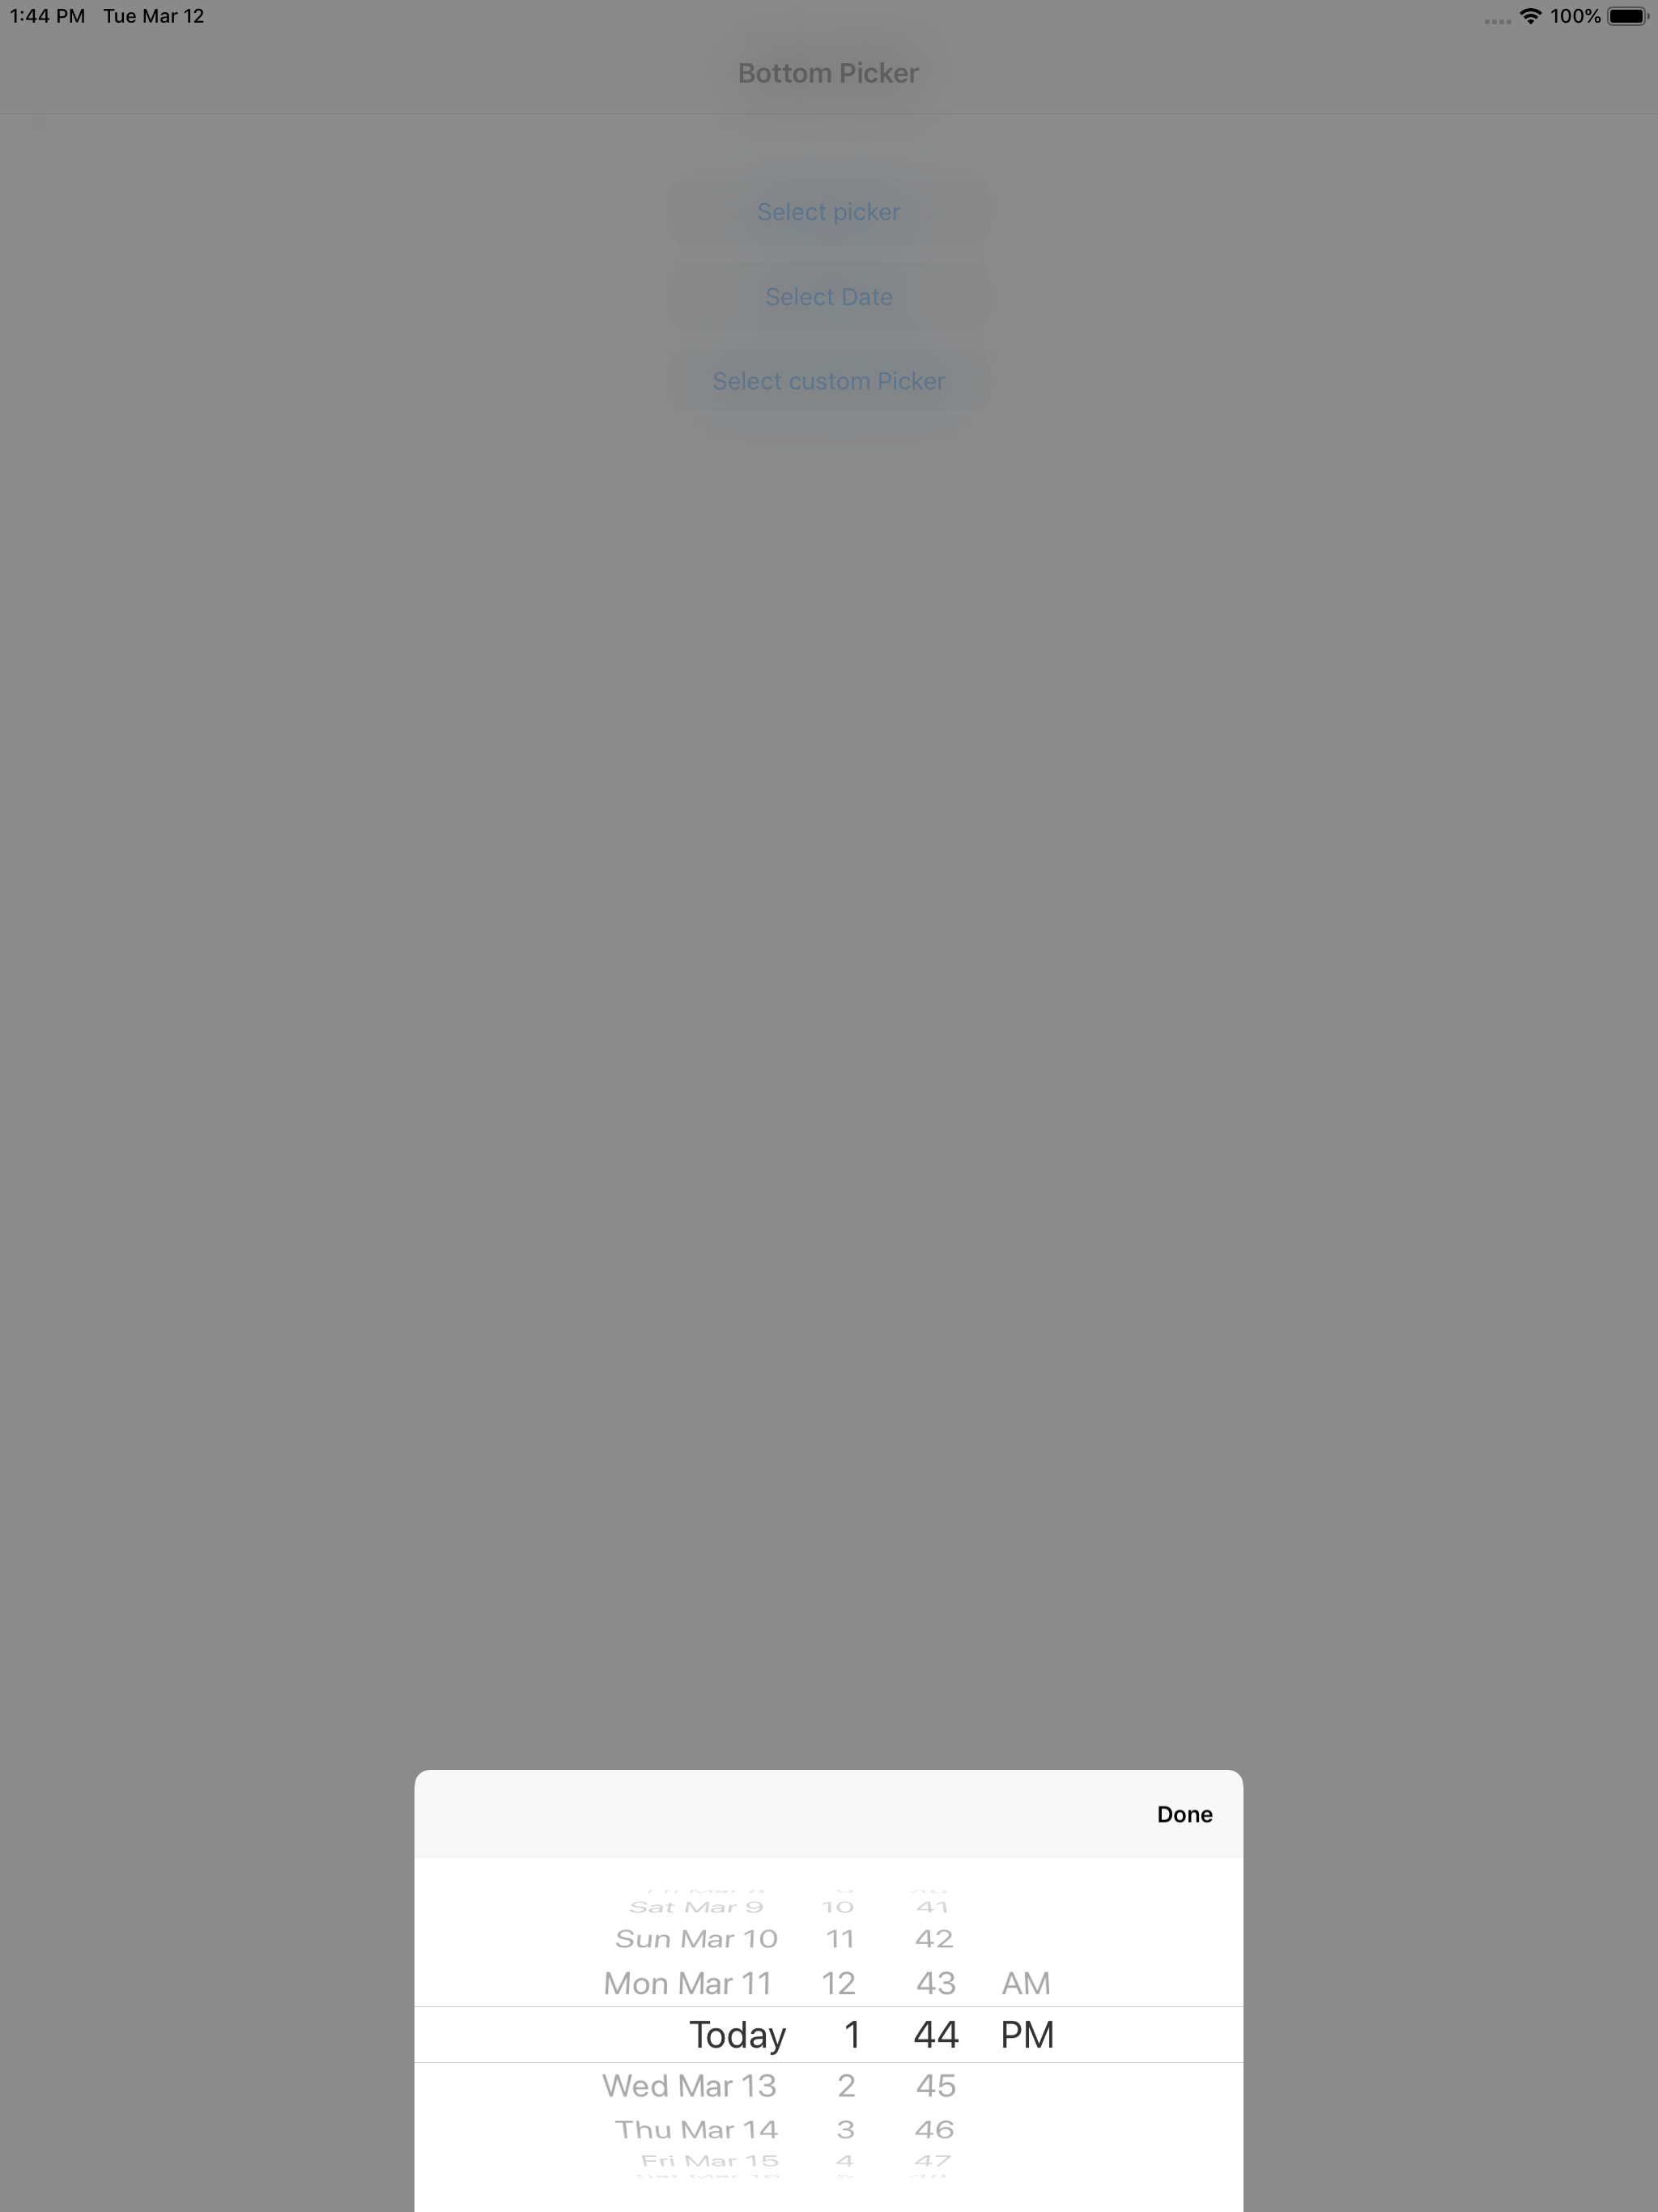 1:44 PM Tue Mar 12 100%
Bottom Picker
Select picker
Select Date
Select custom Picker
Done
Sat Mar 9 10 41
Sun Mar 10 11 42
Mon Mar 11 12 43 AM
Today 1 44 PM
Wed Mar 13 2 45
Thu Mar 14 3 46
Fri Mar 15 4 47